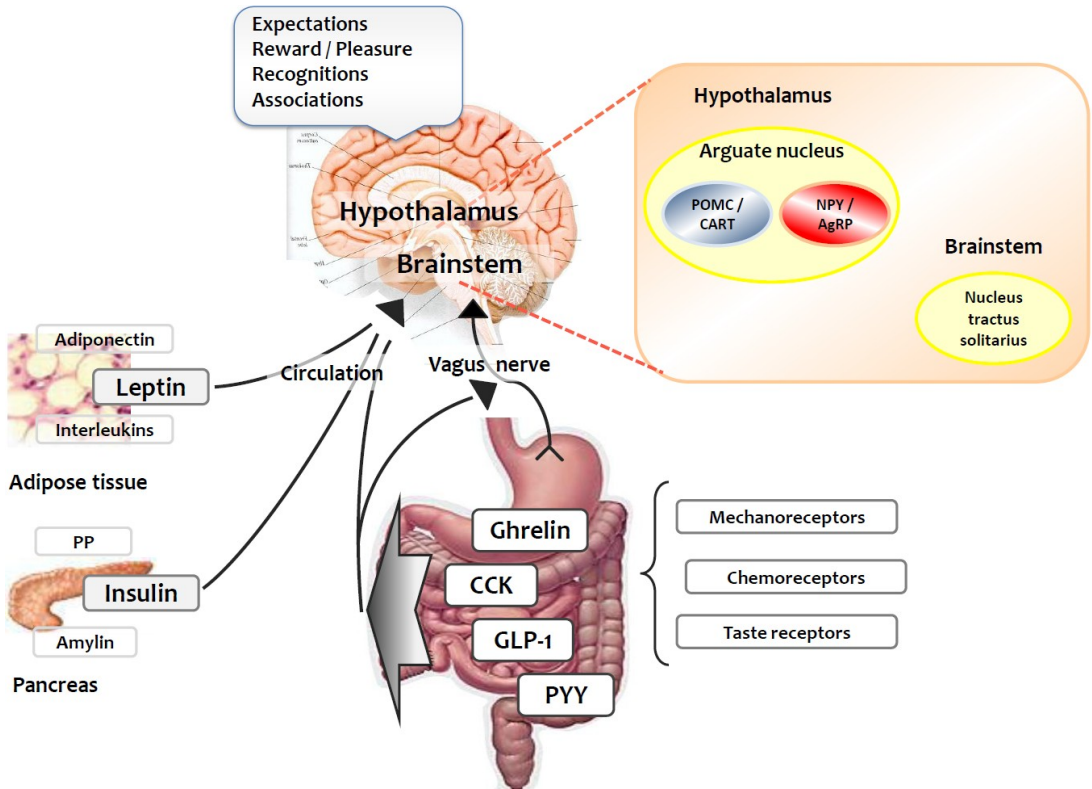 Expectations
Reward / Pleasure
Recognitions
Associations
Hypothalamus
Brainstem
Hypothalamus
Arguate nucleus
POMC /
CART
NPY /
AgRP
Brainstem
Nucleus
tractus
solitarius
Adiponectin
Leptin
Interleukins
Adipose tissue
Circulation
Vagus nerve
PP
Insulin
Amylin
Pancreas
Ghrelin
CCK
GLP-1
PYY
Mechanoreceptors
Chemoreceptors
Taste receptors